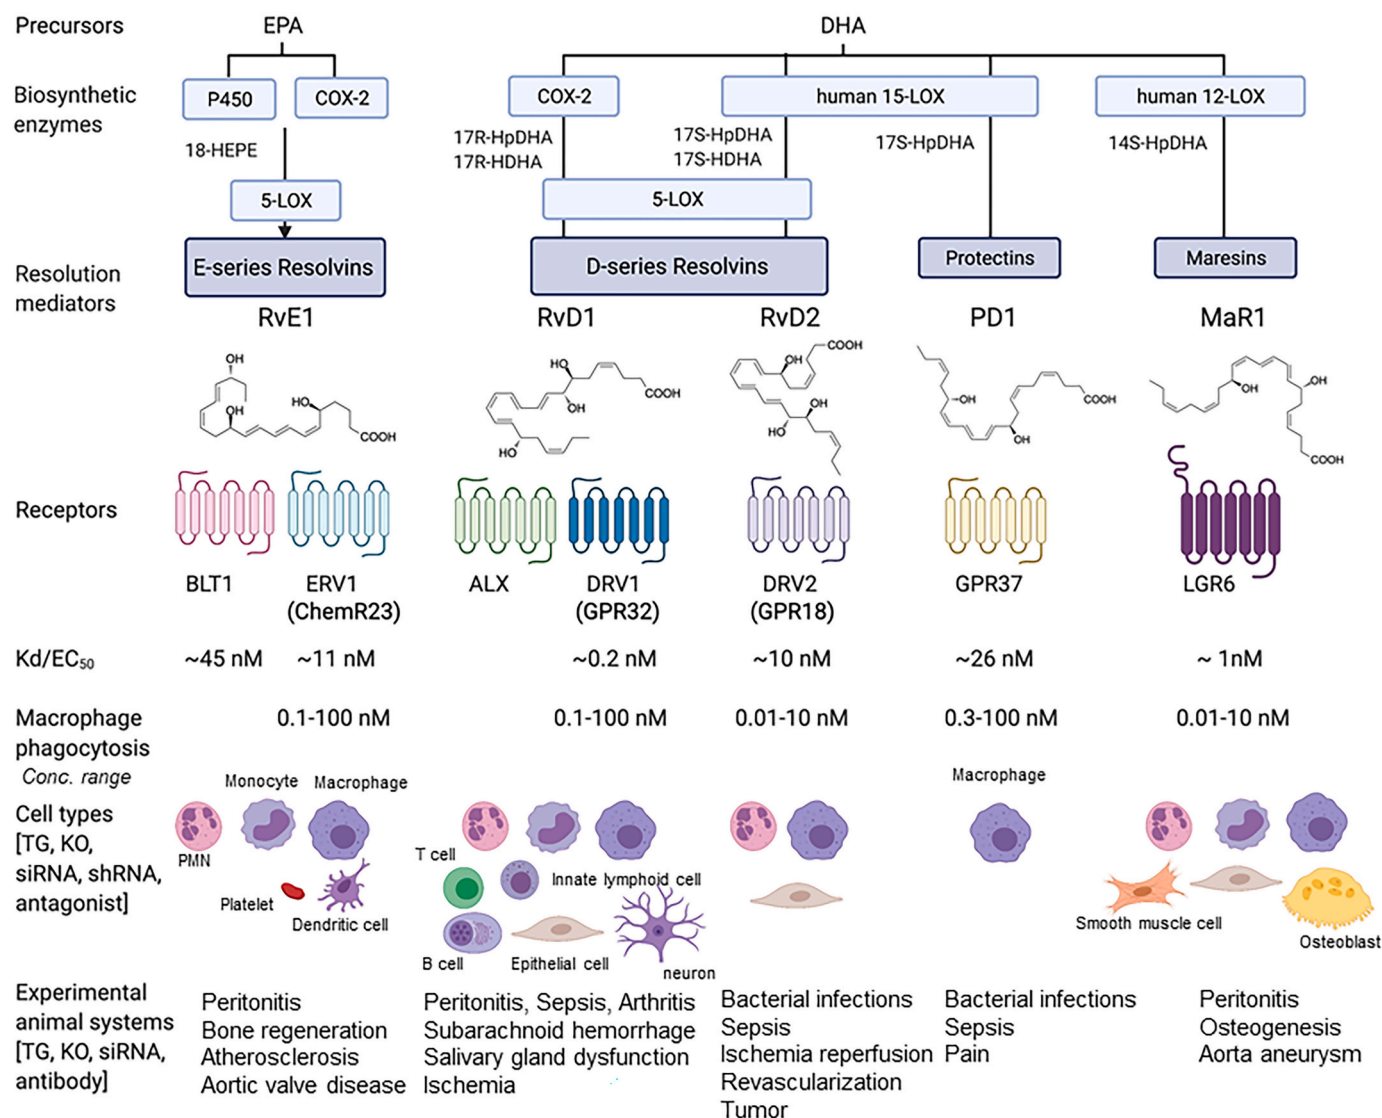 Precursors
EPA
DHA
Biosynthetic
enzymes
P450
COX-2
COX-2
human 15-LOX
human 12-LOX
18-HEPE
17R-HpDHA
17R-HDHA
17S-HpDHA
17S-HDHA
17S-HpDHA
14S-HpDHA
5-LOX
5-LOX
Resolution
mediators
E-series Resolvins
D-series Resolvins
Protectins
Maresins
RvE1
RvD1
RvD2
PD1
MaR1
OH
OH
HO
COOH
HO
OH
HO
COOH
COOH
OH
OH
HO
OH
OH
COOH
OH
OH
COOH
Receptors
BLT1
ERV1
(ChemR23)
ALX
DRV1
(GPR32)
DRV2
(GPR18)
GPR37
LGR6
Kd/EC₅₀
~45 nM
~11 nM
~0.2 nM
~10 nM
~26 nM
~ 1nM
Macrophage
phagocytosis
Conc. range
0.1-100 nM
0.1-100 nM
0.01-10 nM
0.3-100 nM
0.01-10 nM
Cell types
[TG, KO,
siRNA, shRNA,
antagonist]
Monocyte
Macrophage
PMN
Platelet
Dendritic cell
T cell
Innate lymphoid cell
B cell
Epithelial cell
neuron
Macrophage
Smooth muscle cell
Osteoblast
Experimental
animal systems
[TG, KO, siRNA,
antibody]
Peritonitis
Bone regeneration
Atherosclerosis
Aortic valve disease
Peritonitis, Sepsis, Arthritis
Subarachnoid hemorrhage
Salivary gland dysfunction
Ischemia
Bacterial infections
Sepsis
Ischemia reperfusion
Revascularization
Tumor
Bacterial infections
Sepsis
Pain
Peritonitis
Osteogenesis
Aorta aneurysm